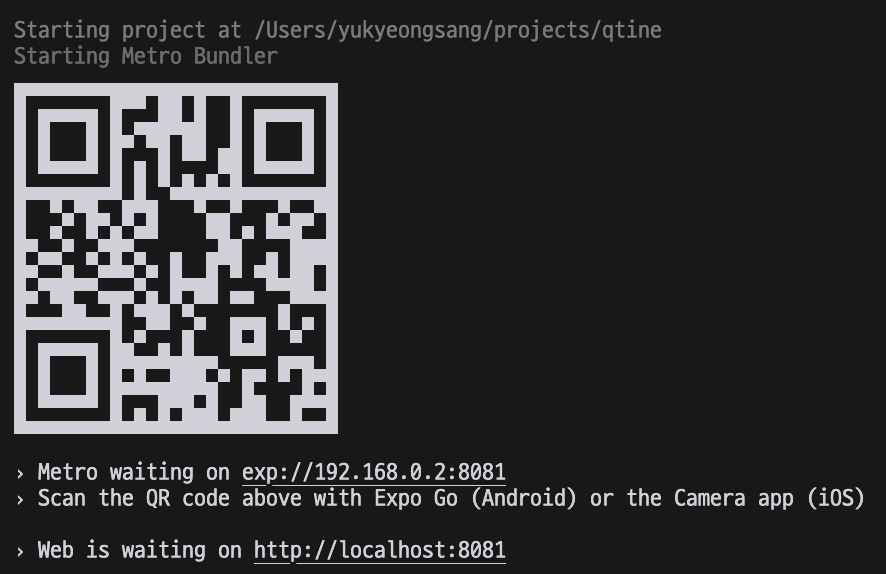 Starting project at /Users/yukyeongsang/projects/qtine
Starting Metro Bundler
› Metro waiting on exp://192.168.0.2:8081
› Scan the QR code above with Expo Go (Android) or the Camera app (iOS)
› Web is waiting on http://localhost:8081